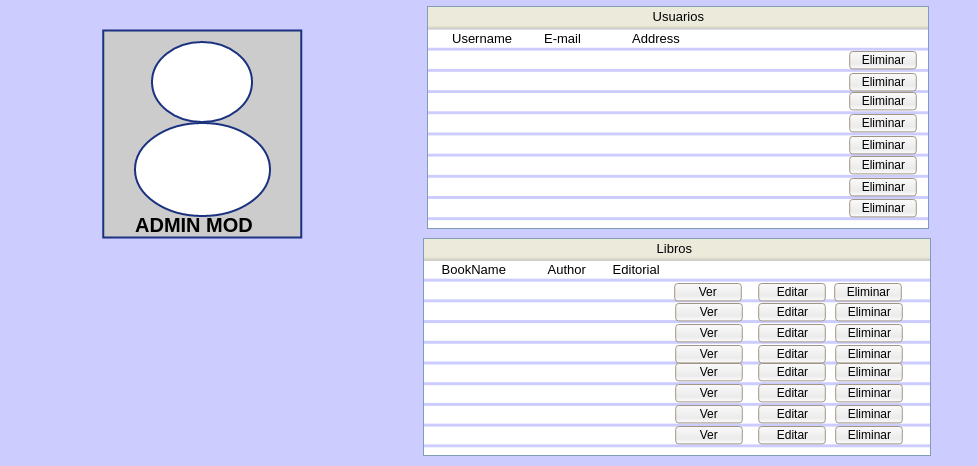 ADMIN MOD
Usuarios
Username E-mail Address
Eliminar
Eliminar
Eliminar
Eliminar
Eliminar
Eliminar
Eliminar
Eliminar
Libros
BookName Author Editorial
Ver Editar Eliminar
Ver Editar Eliminar
Ver Editar Eliminar
Ver Editar Eliminar
Ver Editar Eliminar
Ver Editar Eliminar
Ver Editar Eliminar
Ver Editar Eliminar